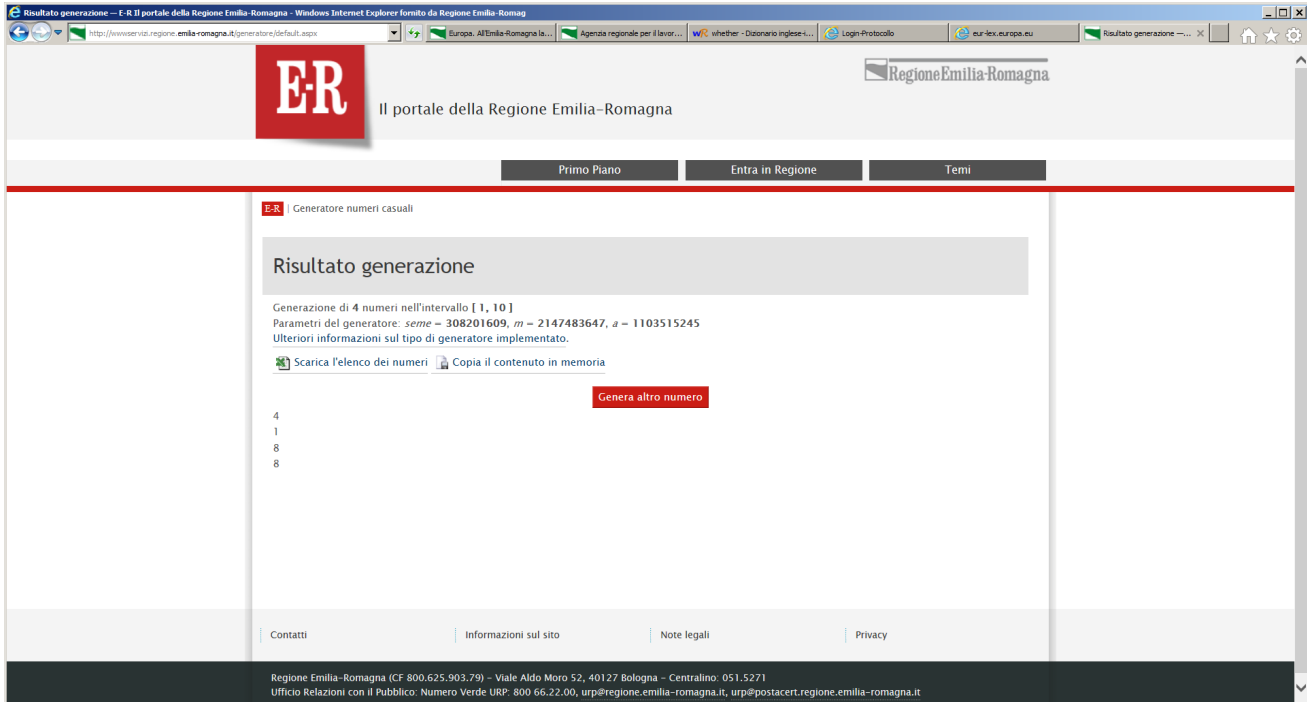 Risultato generazione — E-R Il portale della Regione Emilia-Romagna - Windows Internet Explorer fornito da Regione Emilia-Romag
http://wwwservizi.regione.emilia-romagna.it/generatore/default.aspx
Europa. All'Emilia-Romagna la...
Agenzia regionale per il lavor...
whether - Dizionario inglese-i...
Login-Protocollo
eur-lex.europa.eu
Risultato generazione —...
E-R
Il portale della Regione Emilia-Romagna
RegioneEmilia-Romagna
Primo Piano
Entra in Regione
Temi
E-R | Generatore numeri casuali
Risultato generazione
Generazione di 4 numeri nell'intervallo [ 1, 10 ]
Parametri del generatore: seme = 308201609, m = 2147483647, a = 1103515245
Ulteriori informazioni sul tipo di generatore implementato.
Scarica l'elenco dei numeri Copia il contenuto in memoria
Genera altro numero
4
1
8
8
Contatti
Informazioni sul sito
Note legali
Privacy
Regione Emilia-Romagna (CF 800.625.903.79) - Viale Aldo Moro 52, 40127 Bologna - Centralino: 051.5271
Ufficio Relazioni con il Pubblico: Numero Verde URP: 800 66.22.00, urp@regione.emilia-romagna.it, urp@postacert.regione.emilia-romagna.it